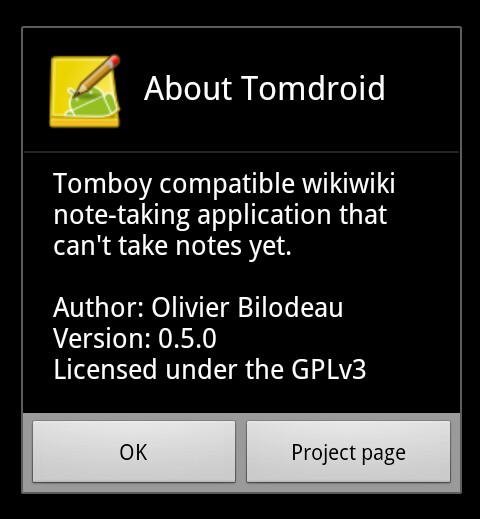 About Tomdroid
Tomboy compatible wikiwiki
note-taking application that
can't take notes yet.
Author: Olivier Bilodeau
Version: 0.5.0
Licensed under the GPLv3
OK
Project page